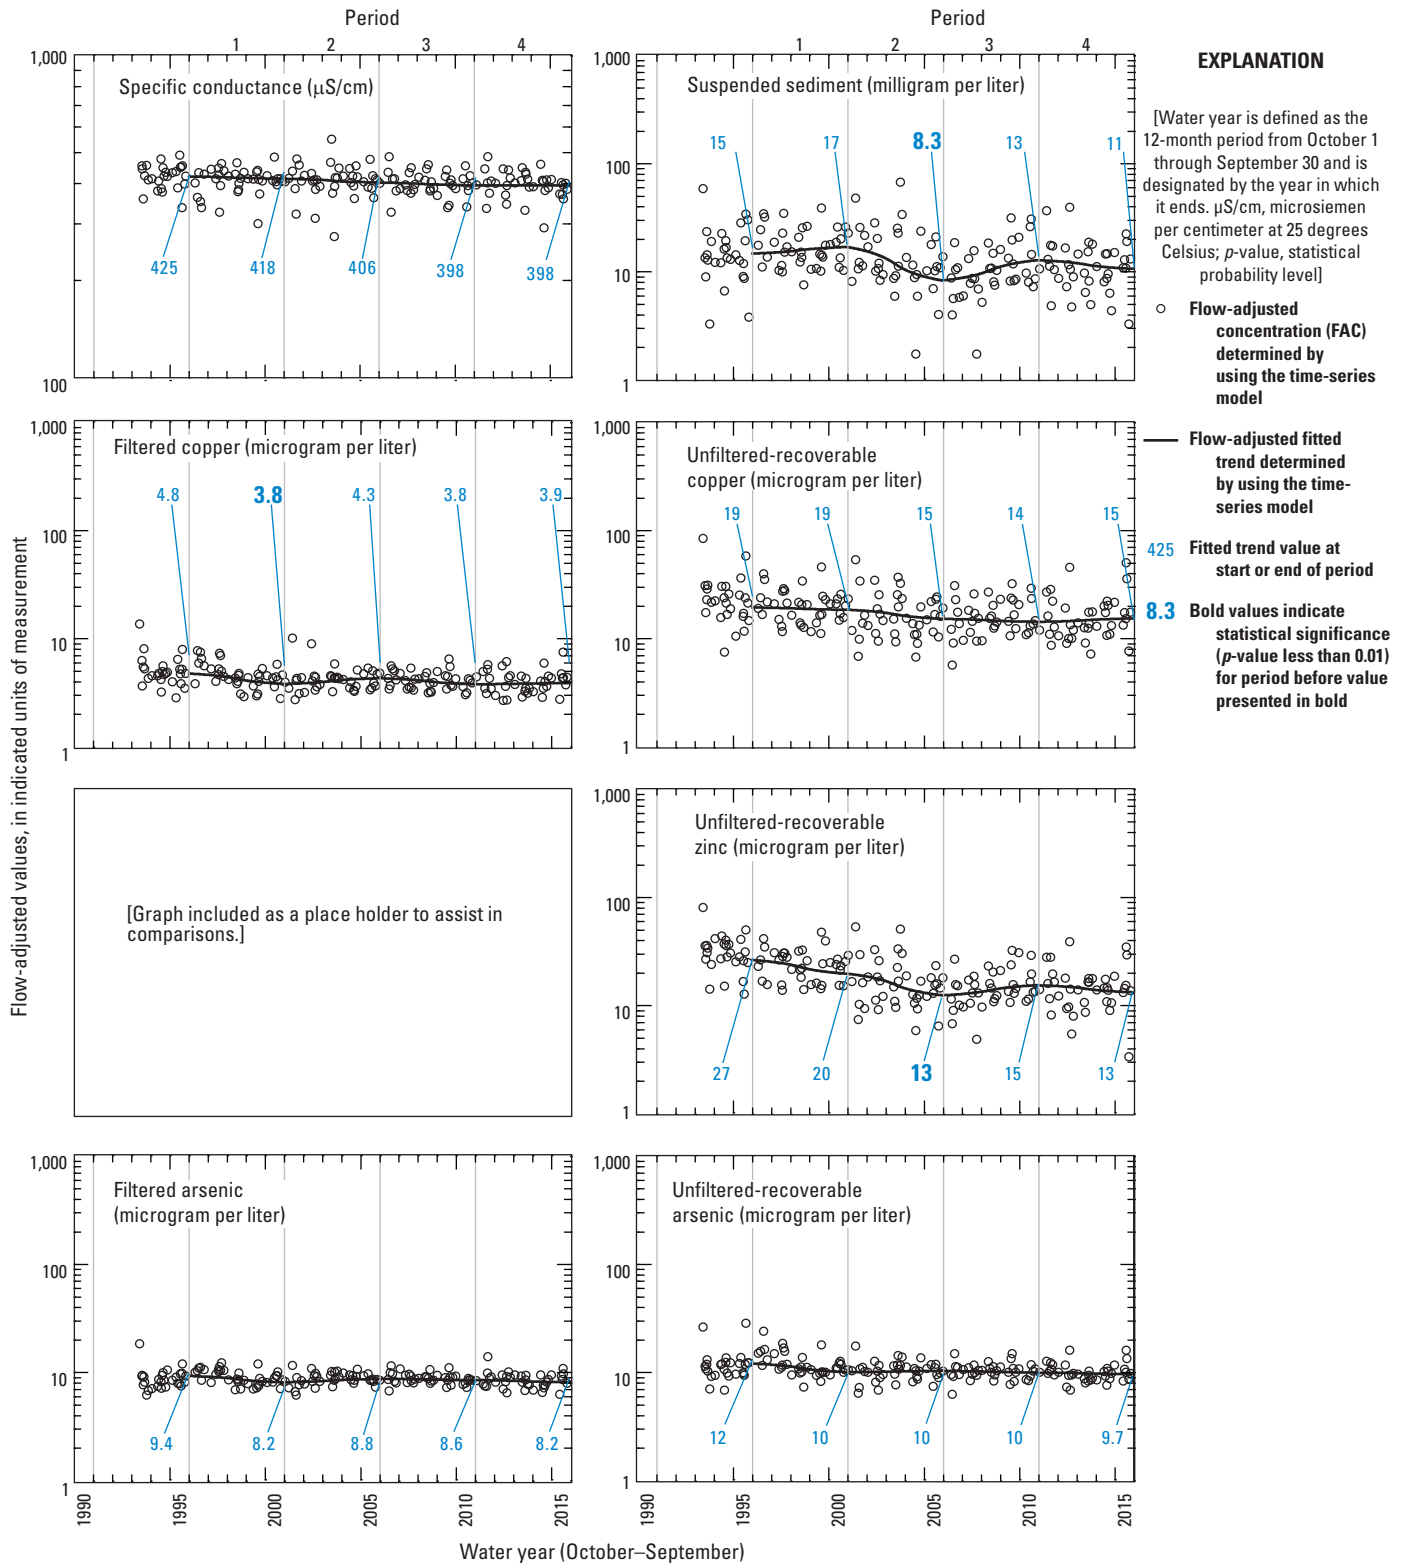 Period
1 2 3 4
1,000
Specific conductance (µS/cm)
425 418 406 398 398
100
Period
1 2 3 4
1,000
Suspended sediment (milligram per liter)
15 17 8.3 13 11
100
10
1
1,000
Filtered copper (microgram per liter)
4.8 3.8 4.3 3.8 3.9
100
10
1
1,000
Unfiltered-recoverable
copper (microgram per liter)
19 19 15 14 15
100
10
1
[Graph included as a place holder to assist in
comparisons.]
1,000
Unfiltered-recoverable
zinc (microgram per liter)
100
10
27 20 13 15 13
1
1,000
Filtered arsenic
(microgram per liter)
100
10
9.4 8.2 8.8 8.6 8.2
1
1990 1995 2000 2005 2010 2015
1,000
Unfiltered-recoverable
arsenic (microgram per liter)
100
10
12 10 10 10 9.7
1
1990 1995 2000 2005 2010 2015
Flow-adjusted values, in indicated units of measurement
Water year (October–September)
EXPLANATION
[Water year is defined as the
12-month period from October 1
through September 30 and is
designated by the year in which
it ends. µS/cm, microsiemen
per centimeter at 25 degrees
Celsius; p-value, statistical
probability level]
Flow-adjusted
concentration (FAC)
determined by
using the time-series
model
Flow-adjusted fitted
trend determined
by using the time-
series model
425 Fitted trend value at
start or end of period
8.3 Bold values indicate
statistical significance
(p-value less than 0.01)
for period before value
presented in bold